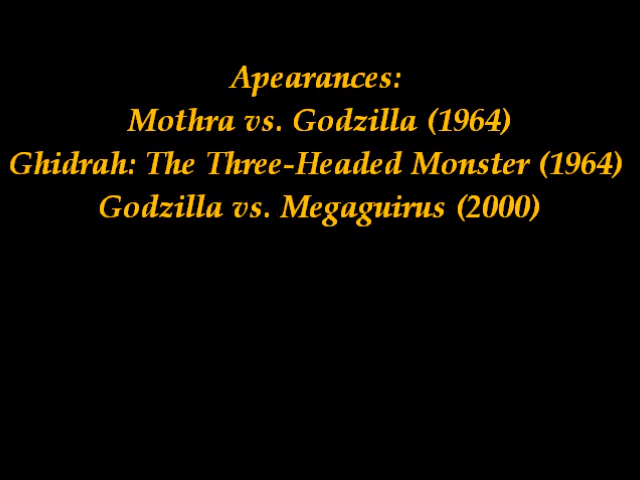 Apearances:
Mothra vs. Godzilla (1964)
Ghidrah: The Three-Headed Monster (1964)
Godzilla vs. Megaguirus (2000)